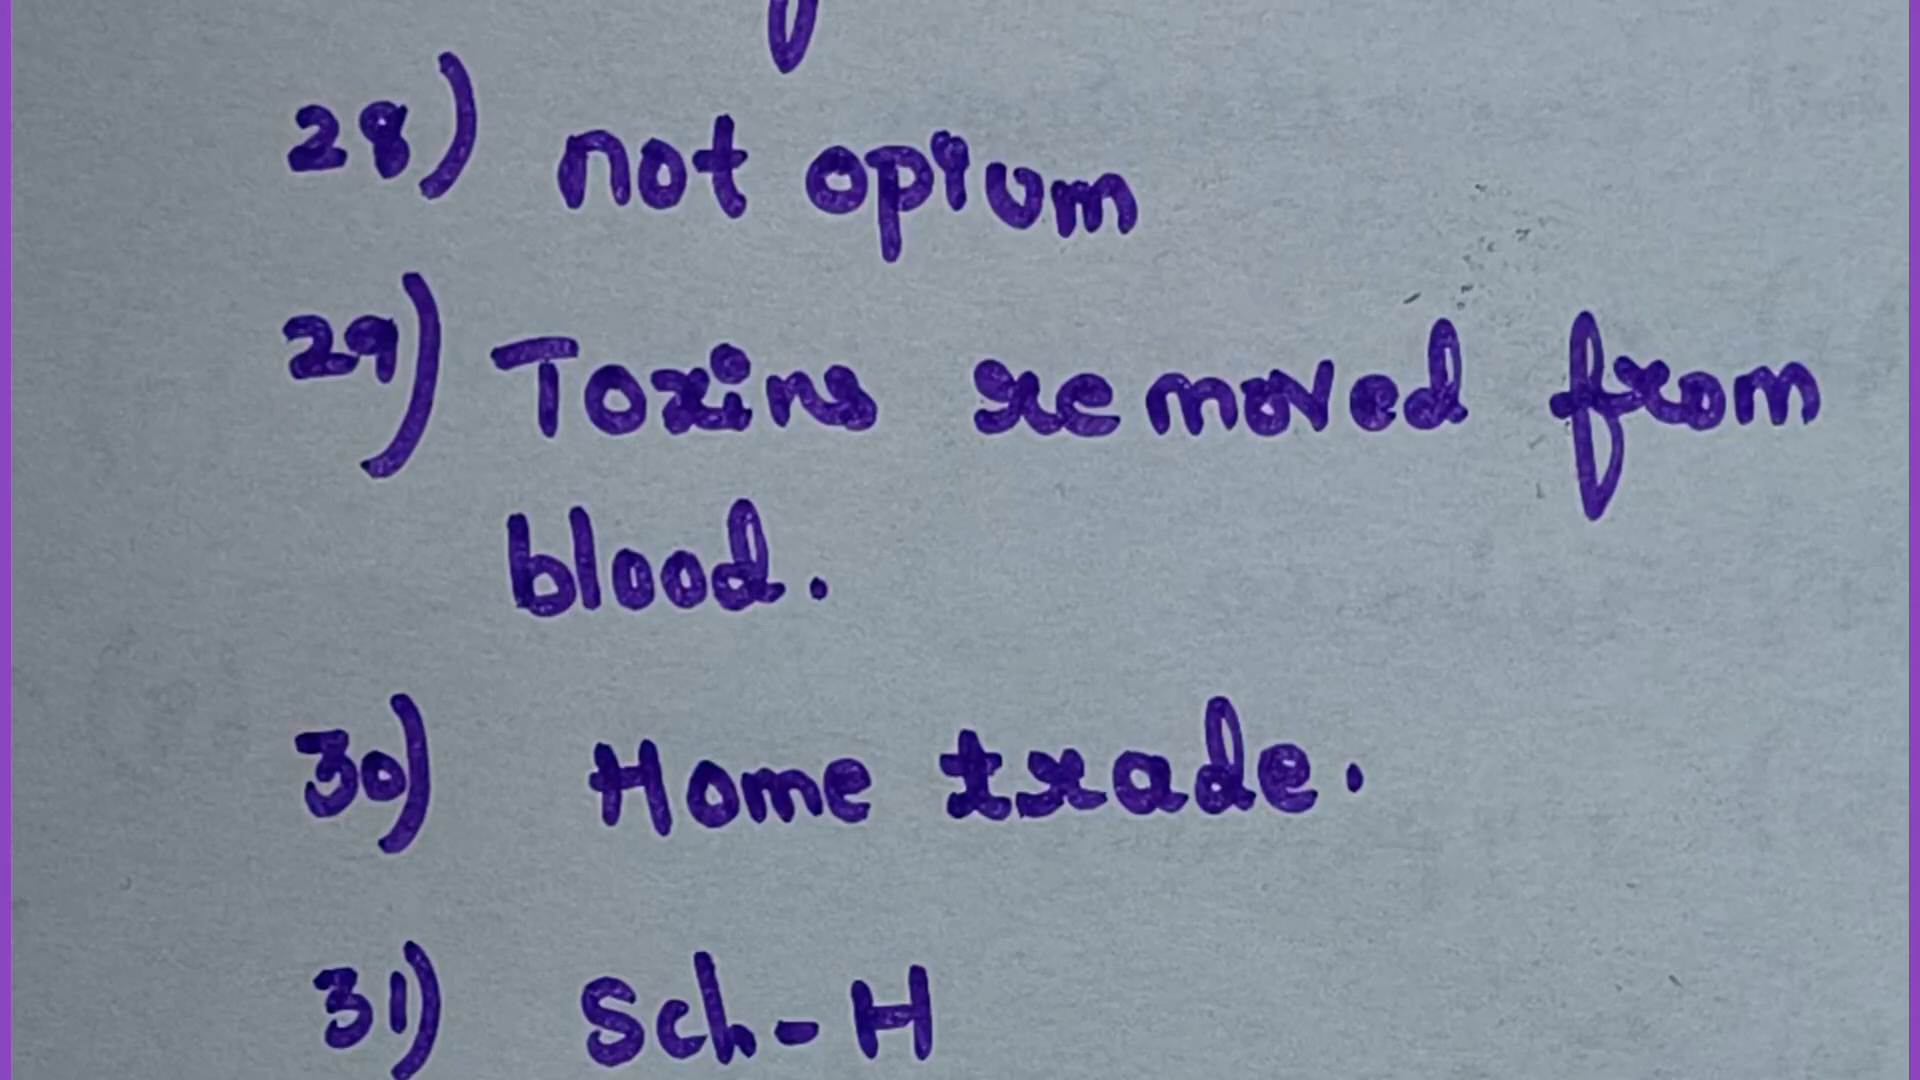 28) not opium
29) Toxins removed from
blood.
30) Home trade.
31) Sch-H